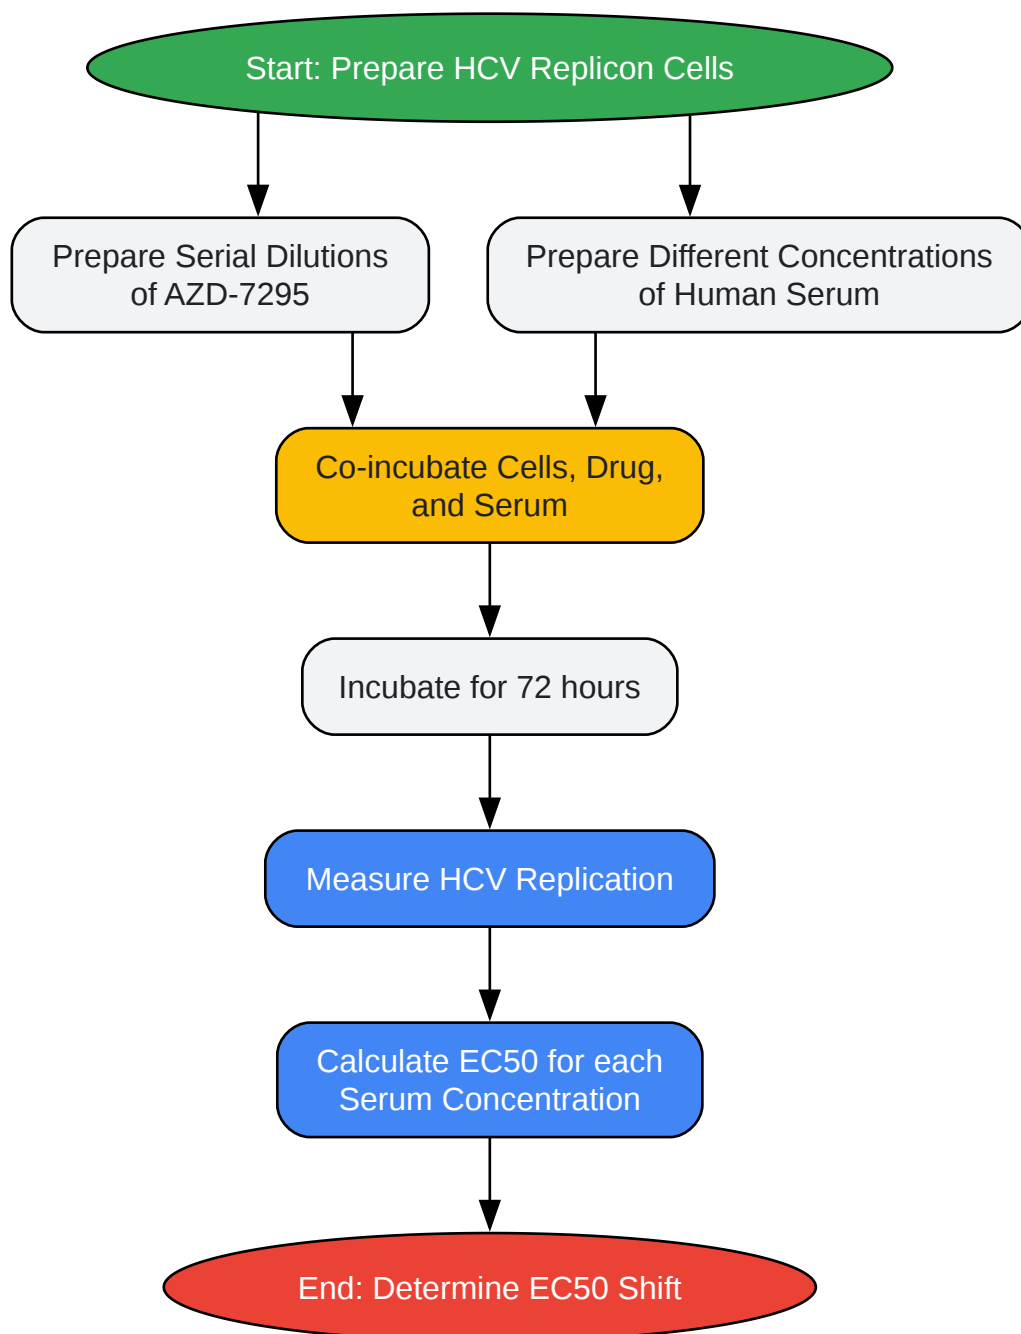 Start: Prepare HCV Replicon Cells
Prepare Serial Dilutions
of AZD-7295
Prepare Different Concentrations
of Human Serum
Co-incubate Cells, Drug,
and Serum
Incubate for 72 hours
Measure HCV Replication
Calculate EC50 for each
Serum Concentration
End: Determine EC50 Shift